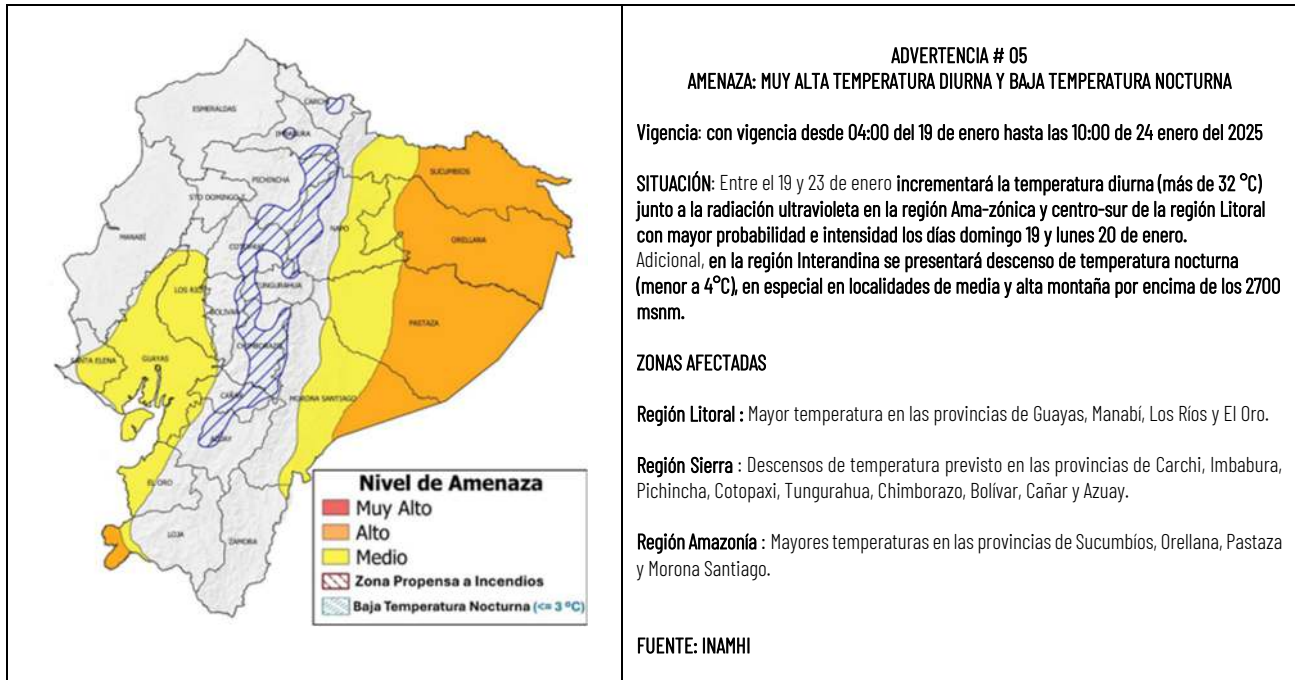 ESMERALDAS
CARCHI
IMBABURA
SUCUMBIOS
PICHINCHA
STO DOMINGO T.
NAPO
ORELLANA
MANABÍ
COTOPAXI
LOS RIOS
TUNGURAHUA
BOLIVAR
PASTAZA
CHIMBORAZO
SANTA ELENA
GUAYAS
MORONA SANTIAGO
CAÑAR
AZUAY
EL ORO
LOJA
ZAMORA
Nivel de Amenaza
Muy Alto
Alto
Medio
Zona Propensa a Incendios
Baja Temperatura Nocturna (<= 3 ºC)
ADVERTENCIA # 05
AMENAZA: MUY ALTA TEMPERATURA DIURNA Y BAJA TEMPERATURA NOCTURNA
Vigencia: con vigencia desde 04:00 del 19 de enero hasta las 10:00 de 24 enero del 2025
SITUACIÓN: Entre el 19 y 23 de enero incrementará la temperatura diurna (más de 32 °C)
junto a la radiación ultravioleta en la región Ama-zónica y centro-sur de la región Litoral
con mayor probabilidad e intensidad los días domingo 19 y lunes 20 de enero.
Adicional, en la región Interandina se presentará descenso de temperatura nocturna
(menor a 4°C), en especial en localidades de media y alta montaña por encima de los 2700
msnm.
ZONAS AFECTADAS
Región Litoral : Mayor temperatura en las provincias de Guayas, Manabí, Los Ríos y El Oro.
Región Sierra : Descensos de temperatura previsto en las provincias de Carchi, Imbabura,
Pichincha, Cotopaxi, Tungurahua, Chimborazo, Bolívar, Cañar y Azuay.
Región Amazonía : Mayores temperaturas en las provincias de Sucumbíos, Orellana, Pastaza
y Morona Santiago.
FUENTE: INAMHI